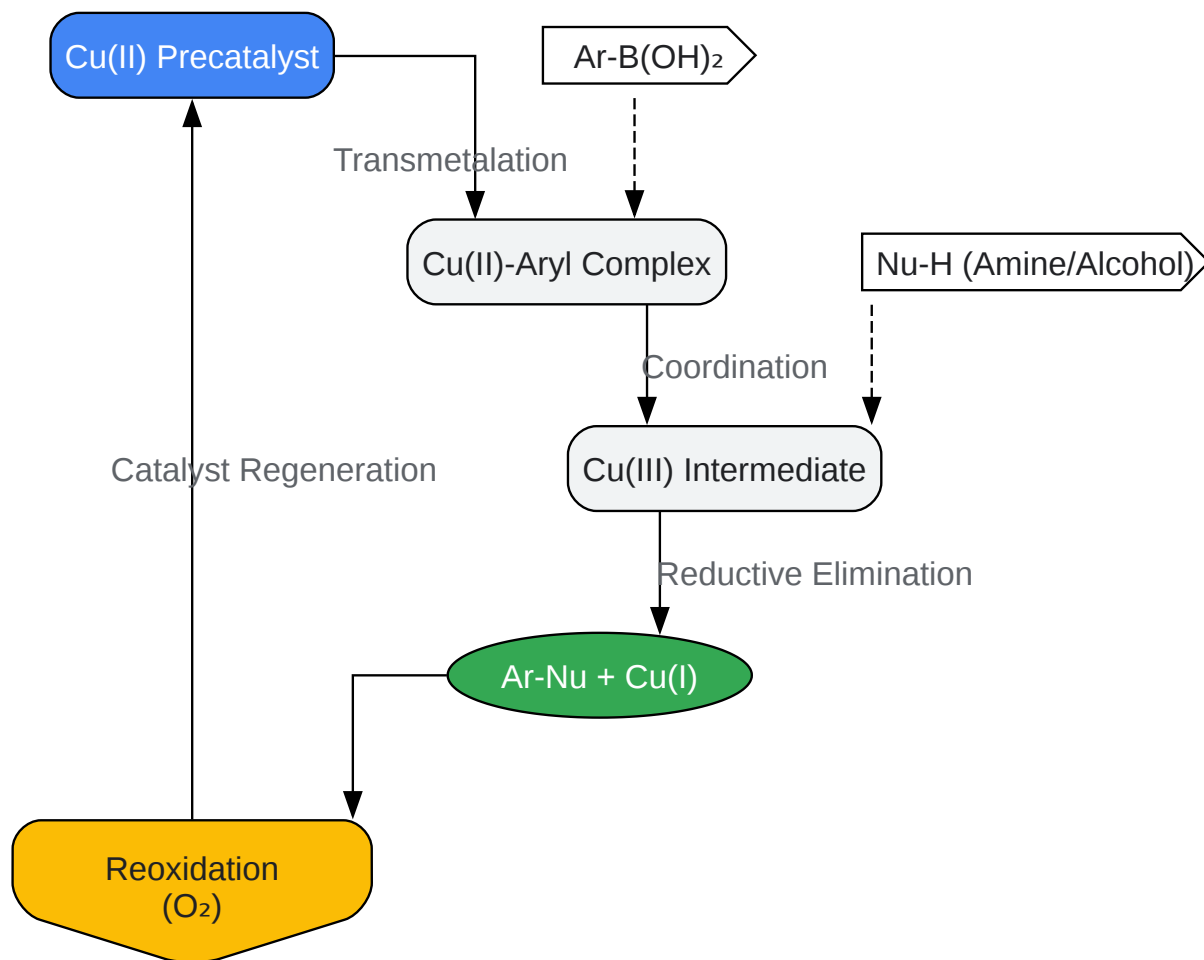 Cu(II) Precatalyst
Ar-B(OH)₂
Transmetalation
Cu(II)-Aryl Complex
Nu-H (Amine/Alcohol)
Coordination
Catalyst Regeneration
Cu(III) Intermediate
Reductive Elimination
Ar-Nu + Cu(I)
Reoxidation
(O₂)